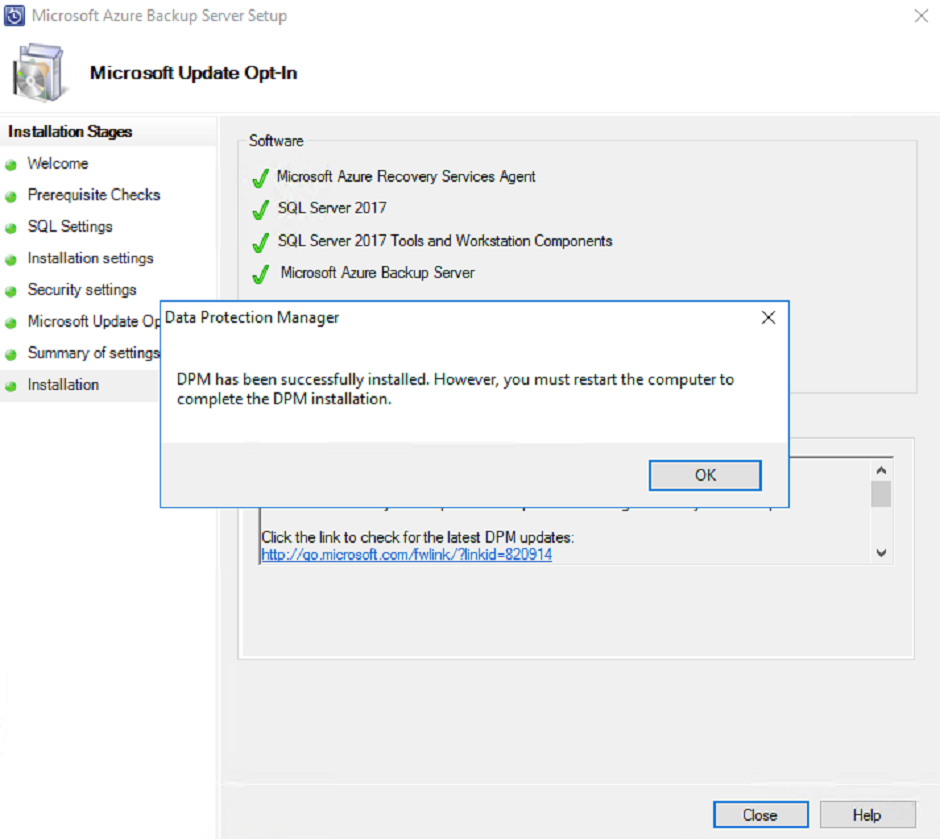 Microsoft Azure Backup Server Setup
Microsoft Update Opt-In
Installation Stages
Welcome
Prerequisite Checks
SQL Settings
Installation settings
Security settings
Microsoft Update Op
Summary of settings
Installation
Software
Microsoft Azure Recovery Services Agent
SQL Server 2017
SQL Server 2017 Tools and Workstation Components
Microsoft Azure Backup Server
Data Protection Manager
DPM has been successfully installed. However, you must restart the computer to
complete the DPM installation.
OK
Click the link to check for the latest DPM updates:
http://go.microsoft.com/fwlink/?linkid=820914
Close
Help